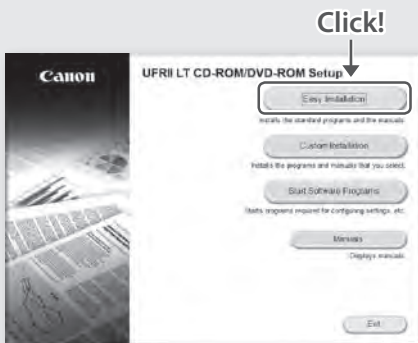 Click!
Canon
UFRII LT CD-ROM/DVD-ROM Setup
Easy Installation
Installs the standard programs and the manuals.
Custom Installation
Installs the programs and manuals that you select.
Start Software Programs
Starts programs required for configuring settings, etc.
Manuals
Displays manuals.
Exit